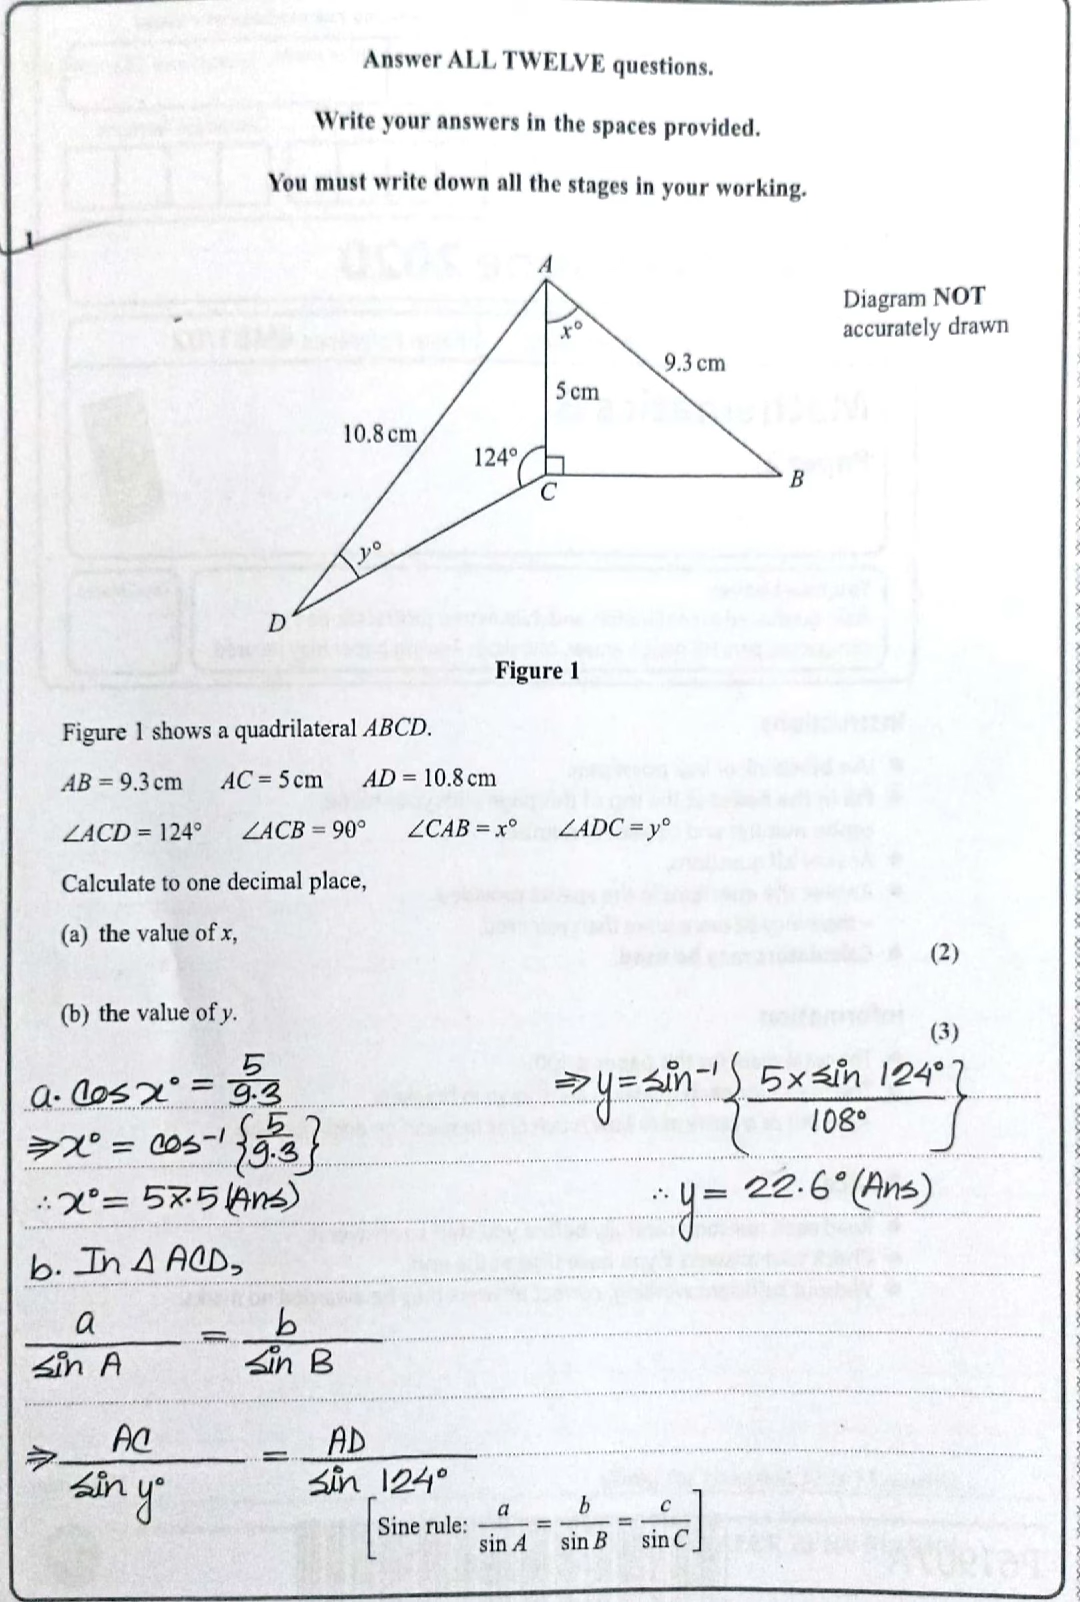 Answer ALL TWELVE questions.
Write your answers in the spaces provided.
You must write down all the stages in your working.
1
A
x°
Diagram NOT
accurately drawn
9.3 cm
5 cm
10.8 cm
124°
C
B
y°
D
Figure 1
Figure 1 shows a quadrilateral ABCD.
AB = 9.3 cm AC = 5 cm AD = 10.8 cm
∠ACD = 124° ∠ACB = 90° ∠CAB = x° ∠ADC = y°
Calculate to one decimal place,
(a) the value of x,
(2)
(b) the value of y.
(3)
a. Cos x° = 5/9.3
⇒ x° = cos-1 {5/9.3}
∴ x° = 57.5 (Ans)
b. In Δ ACD,
a/sin A = b/sin B
⇒ AC/sin y° = AD/sin 124°
⇒ y = sin-1 {5 x sin 124°/108°}
∴ y = 22.6° (Ans)
[Sine rule: a/sin A = b/sin B = c/sin C]